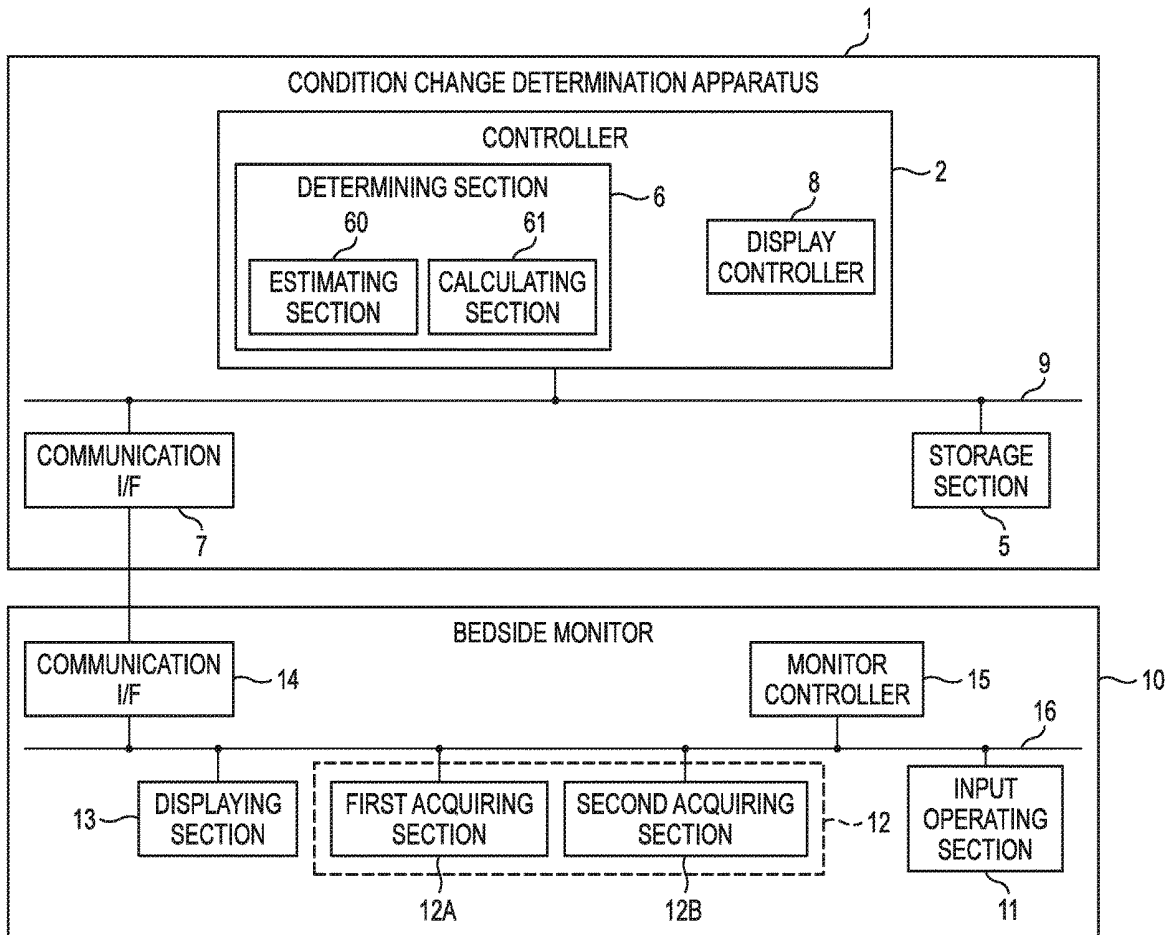 1
CONDITION CHANGE DETERMINATION APPARATUS
CONTROLLER
2
DETERMINING SECTION
6
8
60
61
ESTIMATING
SECTION
CALCULATING
SECTION
DISPLAY
CONTROLLER
9
COMMUNICATION
I/F
7
STORAGE
SECTION
5
BEDSIDE MONITOR
COMMUNICATION
I/F
14
MONITOR
CONTROLLER
15
10
16
13
DISPLAYING
SECTION
FIRST ACQUIRING
SECTION
12A
SECOND ACQUIRING
SECTION
12B
12
INPUT
OPERATING
SECTION
11